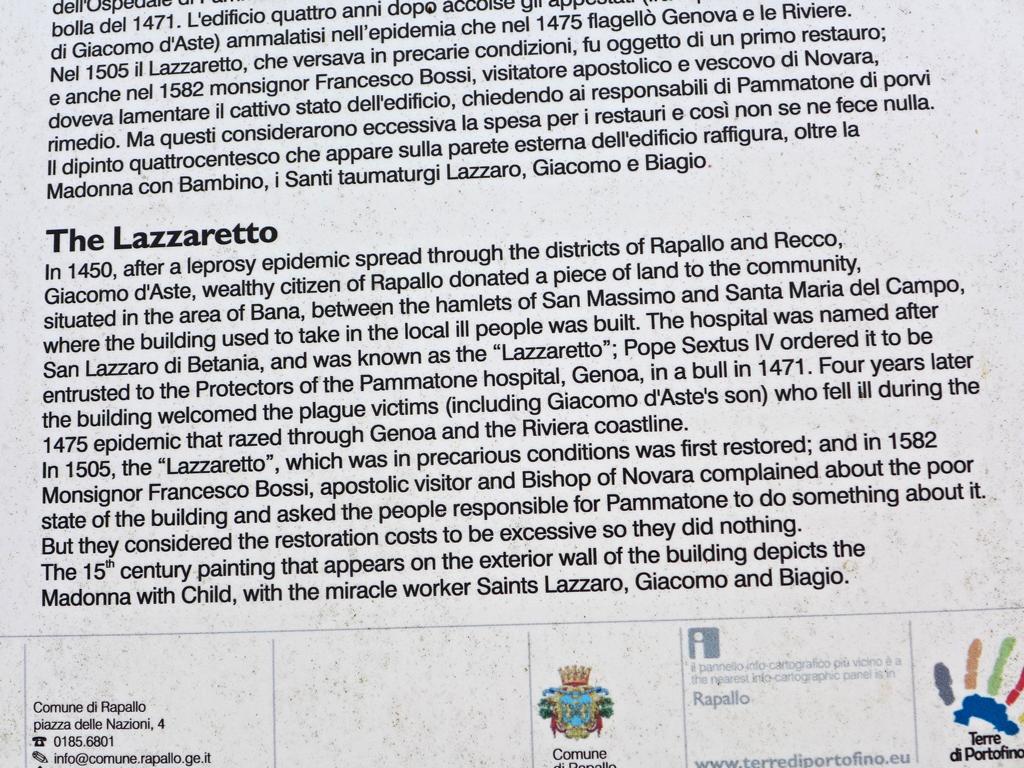 dell'Ospedale di
bolla del 1471. L'edificio quattro anni dopo accolse gli appestati
di Giacomo d'Aste) ammalatisi nell'epidemia che nel 1475 flagellò Genova e le Riviere.
Nel 1505 il Lazzaretto, che versava in precarie condizioni, fu oggetto di un primo restauro;
e anche nel 1582 monsignor Francesco Bossi, visitatore apostolico e vescovo di Novara,
doveva lamentare il cattivo stato dell'edificio, chiedendo ai responsabili di Pammatone di porvi
rimedio. Ma questi considerarono eccessiva la spesa per i restauri e così non se ne fece nulla.
Il dipinto quattrocentesco che appare sulla parete esterna dell'edificio raffigura, oltre la
Madonna con Bambino, i Santi taumaturgi Lazzaro, Giacomo e Biagio.
The Lazzaretto
In 1450, after a leprosy epidemic spread through the districts of Rapallo and Recco,
Giacomo d'Aste, wealthy citizen of Rapallo donated a piece of land to the community,
situated in the area of Bana, between the hamlets of San Massimo and Santa Maria del Campo,
where the building used to take in the local ill people was built. The hospital was named after
San Lazzaro di Betania, and was known as the “Lazzaretto”; Pope Sextus IV ordered it to be
entrusted to the Protectors of the Pammatone hospital, Genoa, in a bull in 1471. Four years later
the building welcomed the plague victims (including Giacomo d'Aste's son) who fell ill during the
1475 epidemic that razed through Genoa and the Riviera coastline.
In 1505, the “Lazzaretto”, which was in precarious conditions was first restored; and in 1582
Monsignor Francesco Bossi, apostolic visitor and Bishop of Novara complained about the poor
state of the building and asked the people responsible for Pammatone to do something about it.
But they considered the restoration costs to be excessive so they did nothing.
The 15th century painting that appears on the exterior wall of the building depicts the
Madonna with Child, with the miracle worker Saints Lazzaro, Giacomo and Biagio.
Comune di Rapallo
piazza delle Nazioni, 4
☎ 0185.6801
✎ info@comune.rapallo.ge.it
Comune
di Rapallo
i
il pannello info-cartografico più vicino è a
the nearest info-cartographic panel is in
Rapallo
www.terrediportofino.eu
Terre
di Portofino